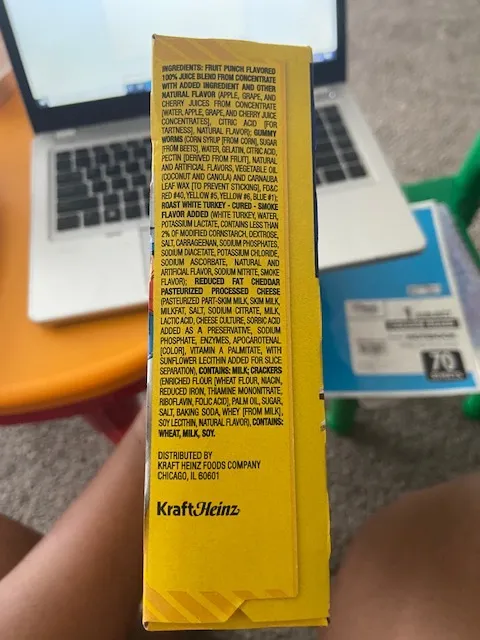 INGREDIENTS: FRUIT PUNCH FLAVORED
100% JUICE BLEND FROM CONCENTRATE
WITH ADDED INGREDIENT AND OTHER
NATURAL FLAVOR (APPLE, GRAPE, AND
CHERRY JUICES FROM CONCENTRATE
[WATER, APPLE, GRAPE, AND CHERRY JUICE
CONCENTRATES], CITRIC ACID [FOR
TARTNESS], NATURAL FLAVOR); GUMMY
WORMS (CORN SYRUP [FROM CORN], SUGAR
[FROM BEETS], WATER, GELATIN, CITRIC ACID,
PECTIN [DERIVED FROM FRUIT], NATURAL
AND ARTIFICIAL FLAVORS, VEGETABLE OIL
(COCONUT AND CANOLA) AND CARNAUBA
LEAF WAX [TO PREVENT STICKING], FD&C
RED #40, YELLOW #5, YELLOW #6, BLUE #1);
ROAST WHITE TURKEY - CURED - SMOKE
FLAVOR ADDED (WHITE TURKEY, WATER,
POTASSIUM LACTATE, CONTAINS LESS THAN
2% OF MODIFIED CORNSTARCH, DEXTROSE,
SALT, CARRAGEENAN, SODIUM PHOSPHATES,
SODIUM DIACETATE, POTASSIUM CHLORIDE,
SODIUM ASCORBATE, NATURAL AND
ARTIFICIAL FLAVOR, SODIUM NITRITE, SMOKE
FLAVOR); REDUCED FAT CHEDDAR
PASTEURIZED PROCESSED CHEESE
(PASTEURIZED PART-SKIM MILK, SKIM MILK,
MILKFAT, SALT, SODIUM CITRATE, MILK,
LACTIC ACID, CHEESE CULTURE, SORBIC ACID
ADDED AS A PRESERVATIVE, SODIUM
PHOSPHATE, ENZYMES, APOCAROTENAL
[COLOR], VITAMIN A PALMITATE, WITH
SUNFLOWER LECITHIN ADDED FOR SLICE
SEPARATION), CONTAINS: MILK; CRACKERS
(ENRICHED FLOUR [WHEAT FLOUR, NIACIN,
REDUCED IRON, THIAMINE MONONITRATE,
RIBOFLAVIN, FOLIC ACID], PALM OIL, SUGAR,
SALT, BAKING SODA, WHEY [FROM MILK],
SOY LECITHIN, NATURAL FLAVOR), CONTAINS:
WHEAT, MILK, SOY.
DISTRIBUTED BY
KRAFT HEINZ FOODS COMPANY
CHICAGO, IL 60601
KraftHeinz
1
70